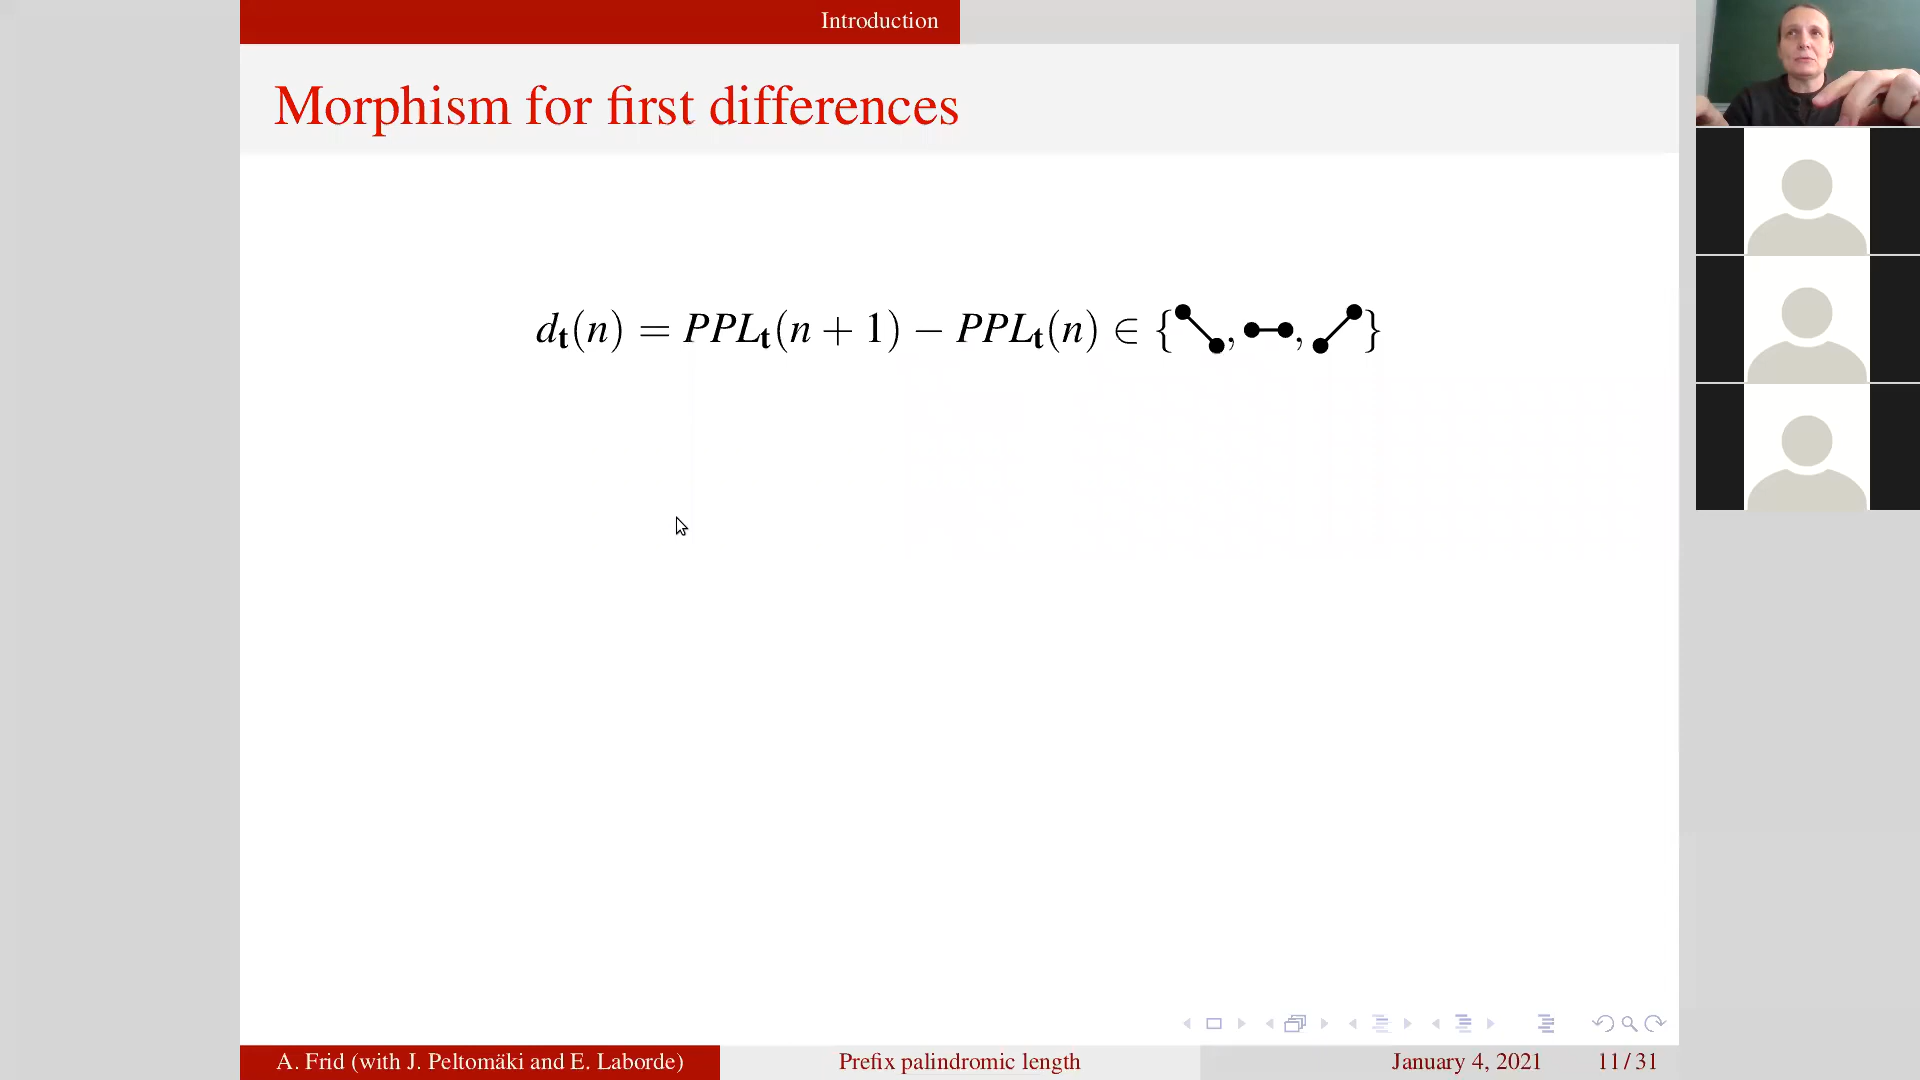 Introduction
Morphism for first differences
d_t(n) = PPL_t(n + 1) − PPL_t(n) ∈ { , , }
A. Frid (with J. Peltomäki and E. Laborde)
Prefix palindromic length
January 4, 2021
11 / 31